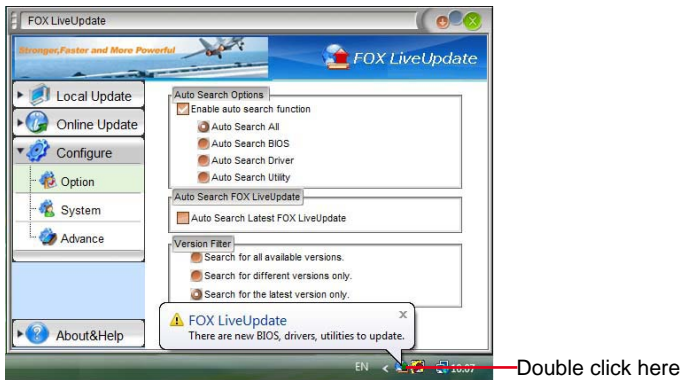 FOX LiveUpdate
Stronger,Faster and More Powerful
FOX LiveUpdate
Local Update
Online Update
Configure
Option
System
Advance
About&Help
Auto Search Options
Enable auto search function
Auto Search All
Auto Search BIOS
Auto Search Driver
Auto Search Utility
Auto Search FOX LiveUpdate
Auto Search Latest FOX LiveUpdate
Version Filter
Search for all available versions.
Search for different versions only.
Search for the latest version only.
FOX LiveUpdate
There are new BIOS, drivers, utilities to update.
EN < 10:07
Double click here